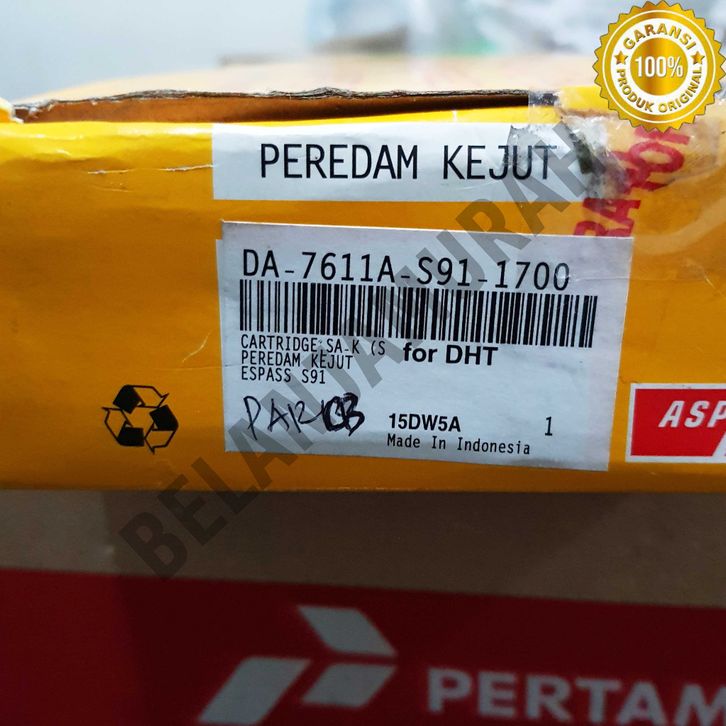 GARANSI
100%
PRODUK ORIGINAL
PEREDAM KEJUT
DA-7611A-S91-1700
CARTRIDGE SA-K (S for DHT
PEREDAM KEJUT
ESPASS S91
15DW5A 1
Made In Indonesia
ASP
BELANJAMURAH
PERTAM